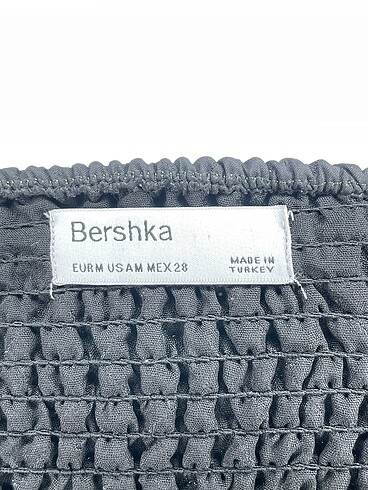 Bershka
EUR M US AM MEX 28
MADE IN
TURKEY